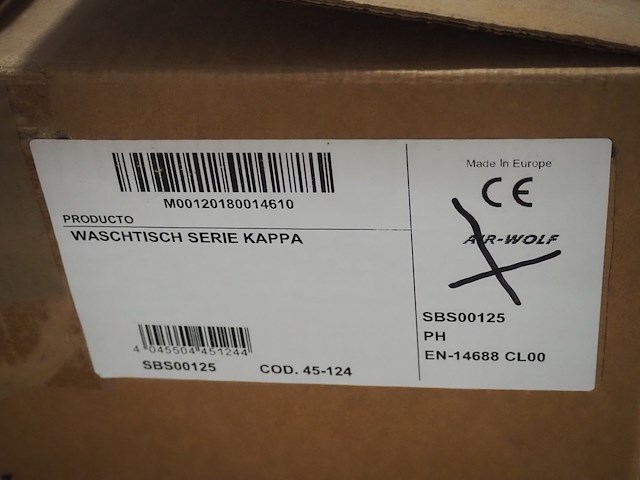 M00120180014610
PRODUCTO
WASCHTISCH SERIE KAPPA
4 045504 451244
SBS00125 COD. 45-124
Made In Europe
CE
AIR-WOLF
SBS00125
PH
EN-14688 CL00